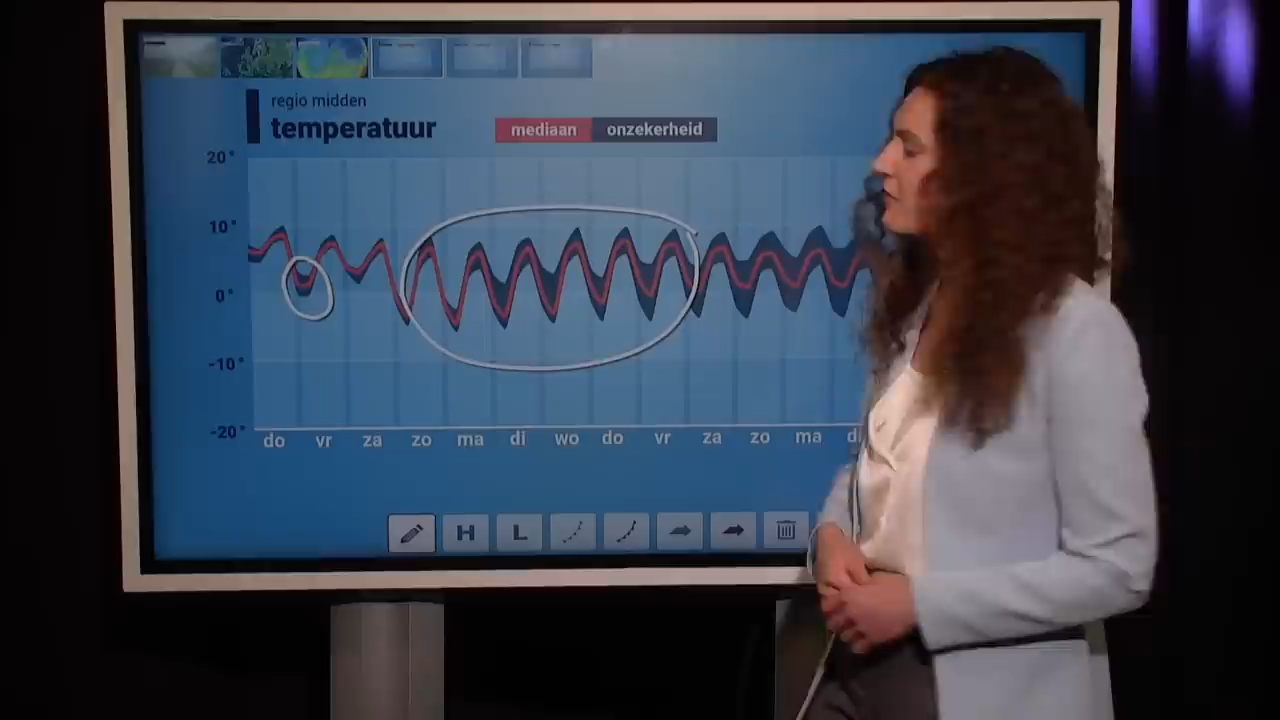 regio midden
temperatuur
mediaan onzekerheid
20°
10°
0°
-10°
-20°
do vr za zo ma di wo do vr za zo ma
H L